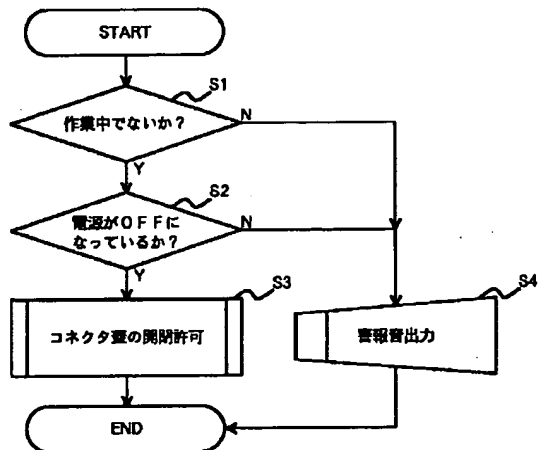 START
S1
作業中でないか？
N
Y
S2
電源がOFFに
なっているか？
N
Y
S3
コネクタ蓋の開閉許可
S4
警報音出力
END